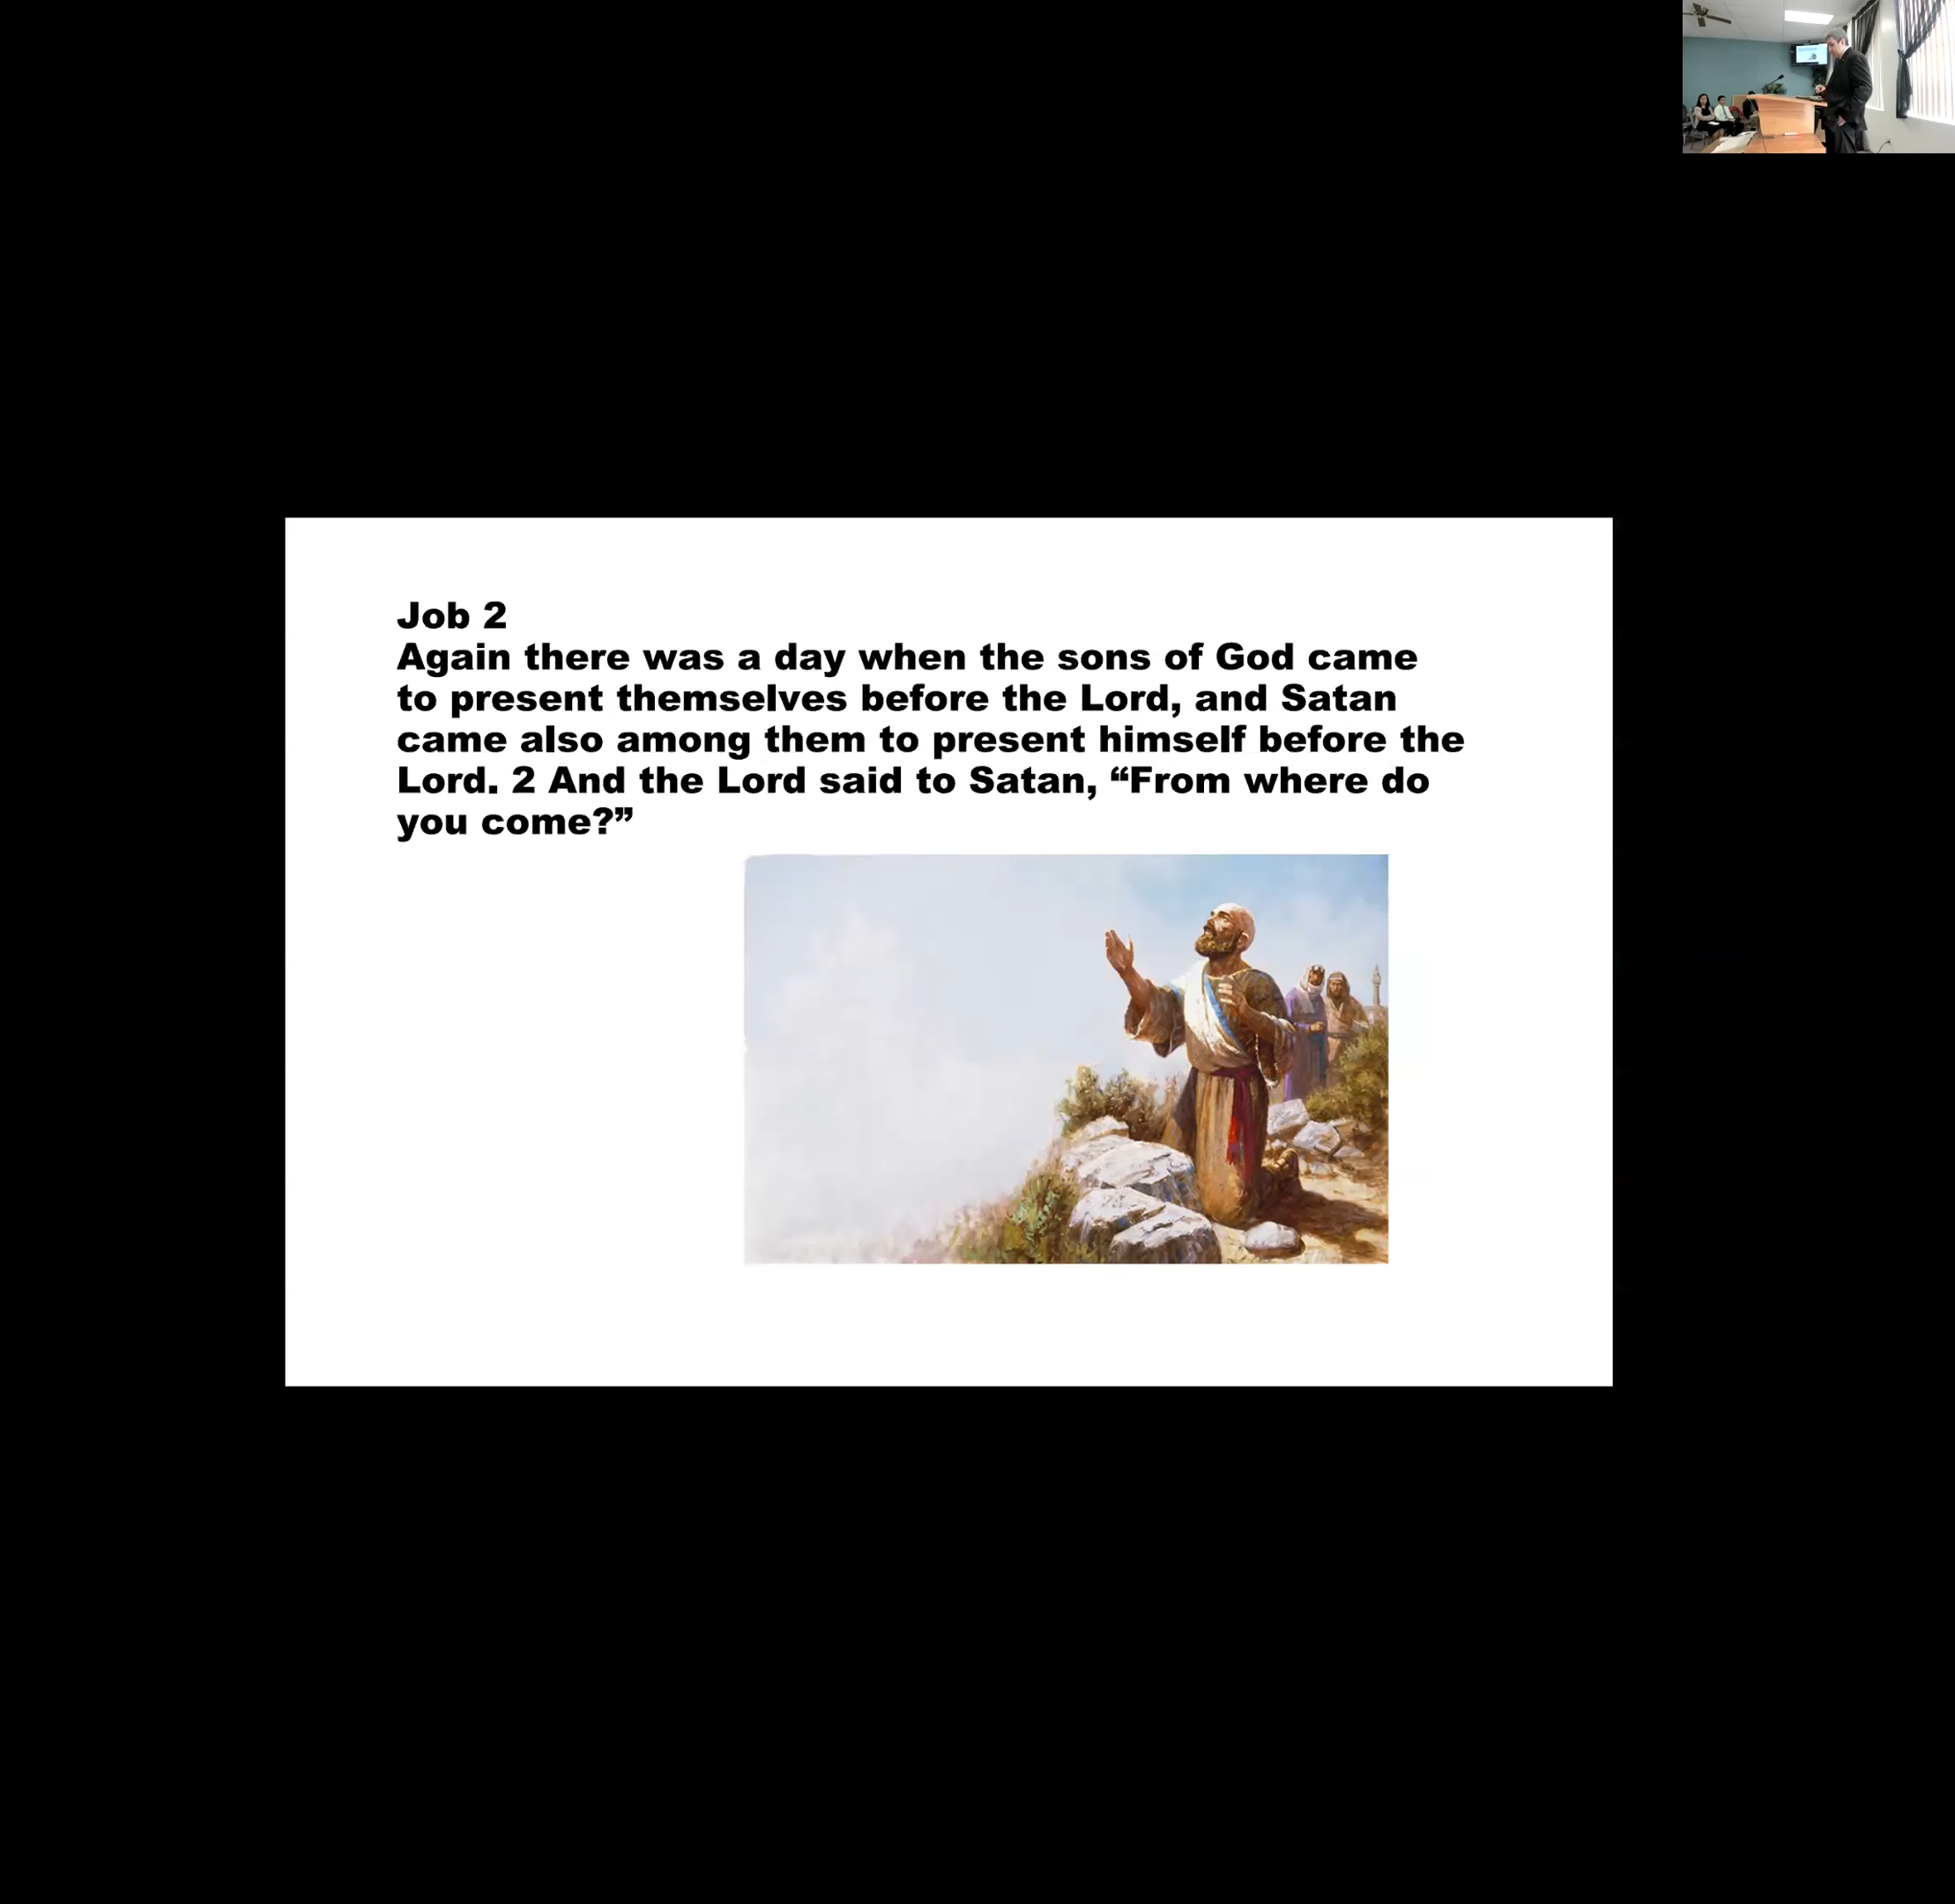 Job 2
Again there was a day when the sons of God came
to present themselves before the Lord, and Satan
came also among them to present himself before the
Lord. 2 And the Lord said to Satan, “From where do
you come?”